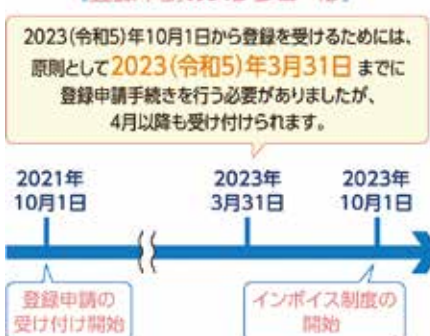 2023(令和5)年10月1日から登録を受けるためには、
原則として2023(令和5)年3月31日までに
登録申請手続きを行う必要がありましたが、
4月以降も受け付けられます。
2021年
10月1日
2023年
3月31日
2023年
10月1日
登録申請の
受け付け開始
インボイス制度の
開始